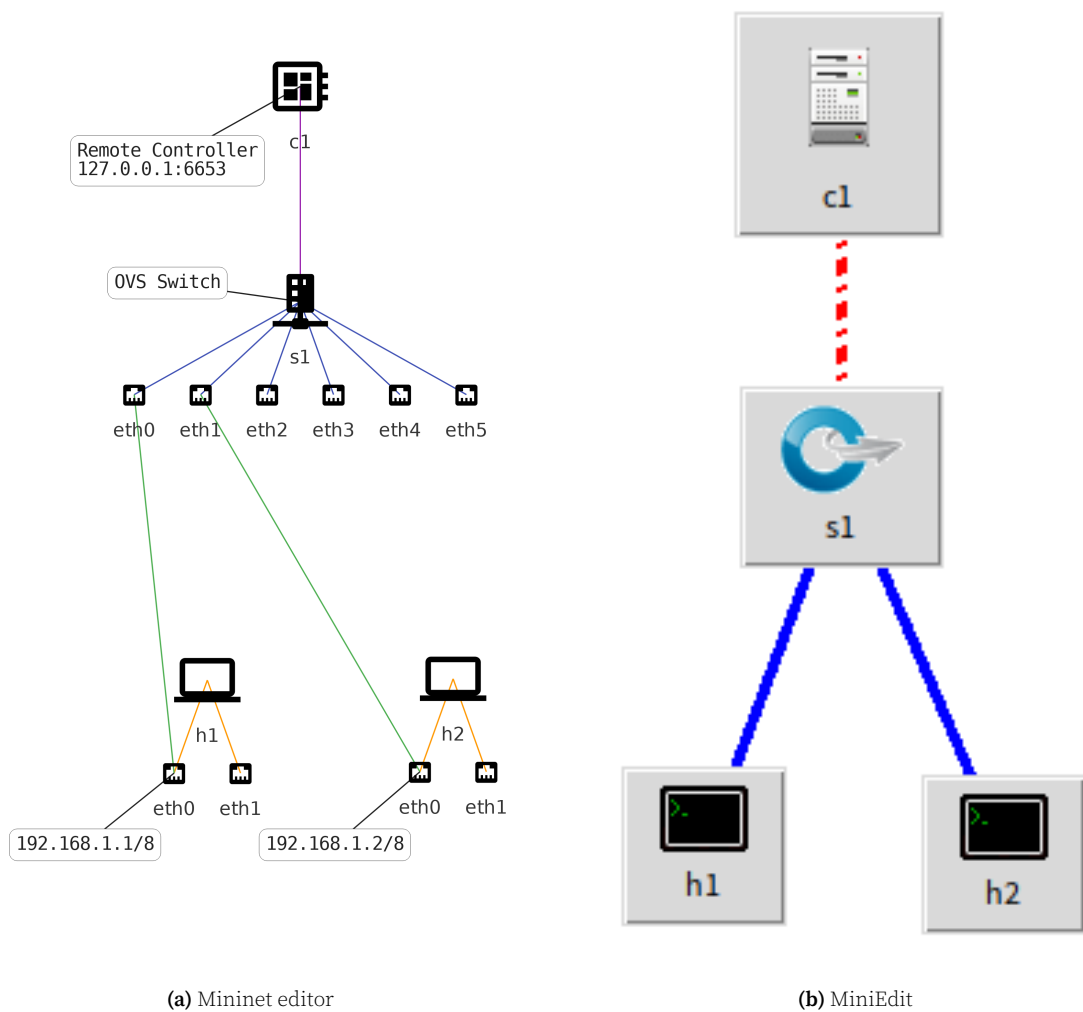 c1
Remote Controller
127.0.0.1:6653
OVS Switch
s1
eth0 eth1 eth2 eth3 eth4 eth5
h1 h2
eth0 eth1 eth0 eth1
192.168.1.1/8 192.168.1.2/8
(a) Mininet editor
c1
s1
h1
h2
(b) MiniEdit